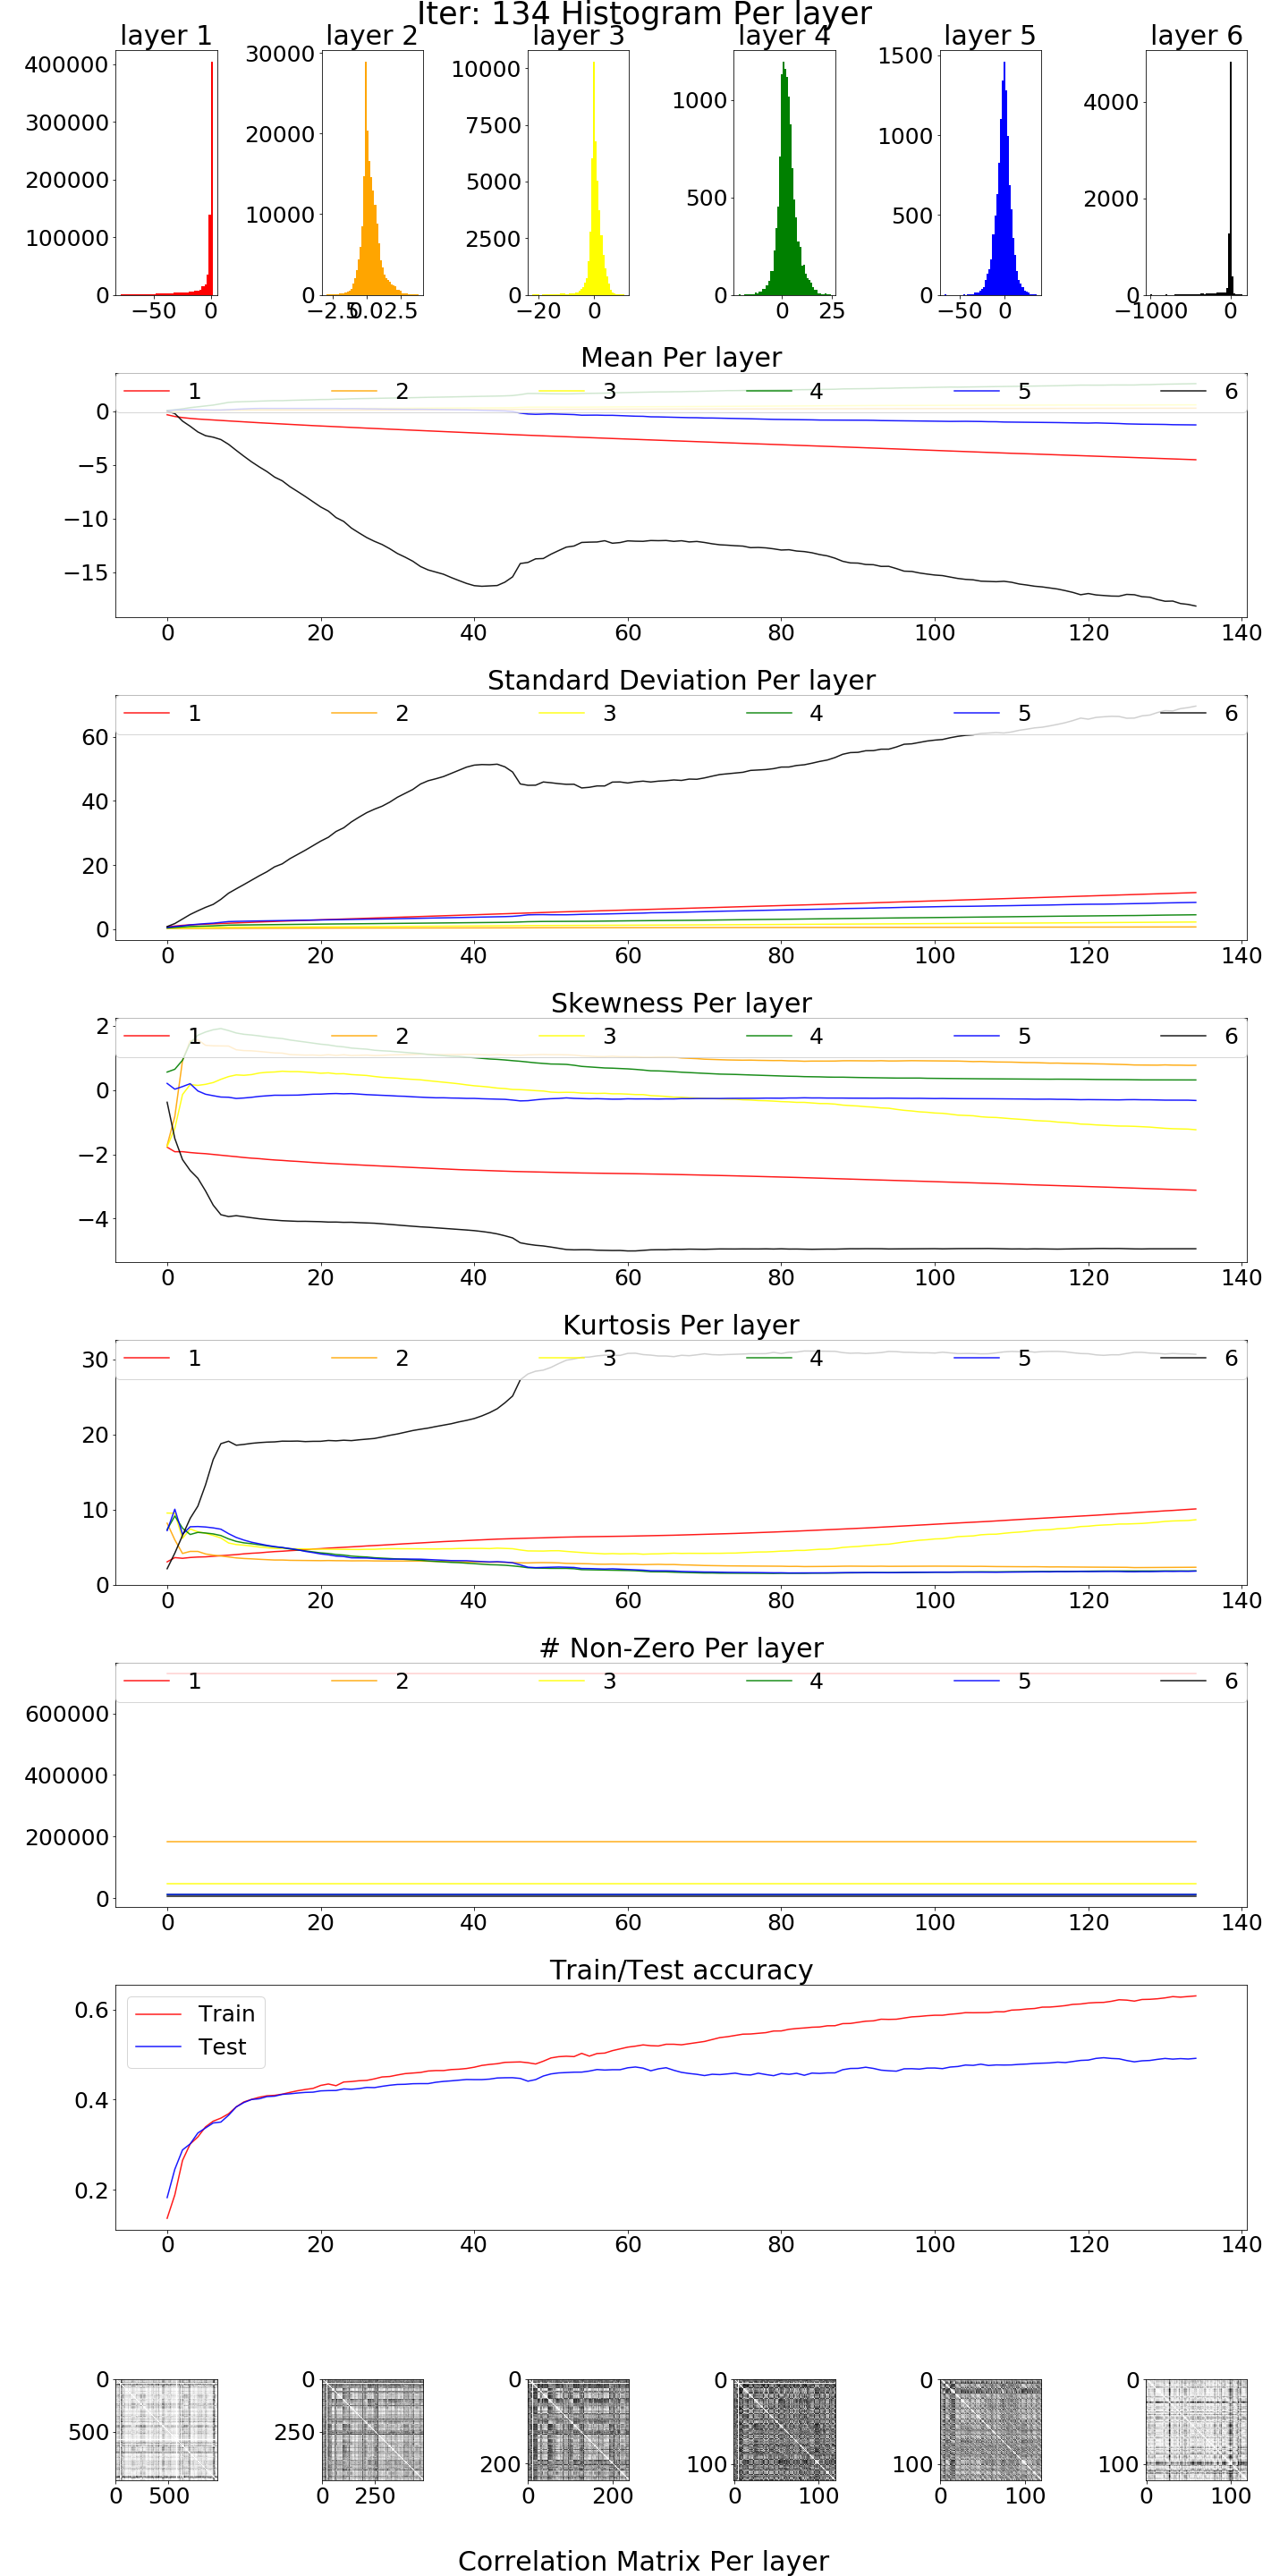 Iter: 134 Histogram Per layer
layer 1 layer 2 layer 3 layer 4 layer 5 layer 6
400000 300000 200000 100000 0
−50 0
30000 20000 10000 0
−2.5 0.0 2.5
10000 7500 5000 2500 0
−20 0
1000 500 0
0 25
1500 1000 500 0
−50 0
4000 2000 0
−1000 0
Mean Per layer
1 2 3 4 5 6
0
−5
−10
−15
0 20 40 60 80 100 120 140
Standard Deviation Per layer
1 2 3 4 5 6
60
40
20
0
0 20 40 60 80 100 120 140
Skewness Per layer
2
1 2 3 4 5 6
0
−2
−4
0 20 40 60 80 100 120 140
Kurtosis Per layer
30
1 2 3 4 5 6
20
10
0
0 20 40 60 80 100 120 140
# Non-Zero Per layer
1 2 3 4 5 6
600000
400000
200000
0
0 20 40 60 80 100 120 140
Train/Test accuracy
0.6
Train
Test
0.4
0.2
0 20 40 60 80 100 120 140
0
500
0 500
0
250
0 250
0
200
0 200
0
100
0 100
0
100
0 100
0
100
0 100
Correlation Matrix Per layer